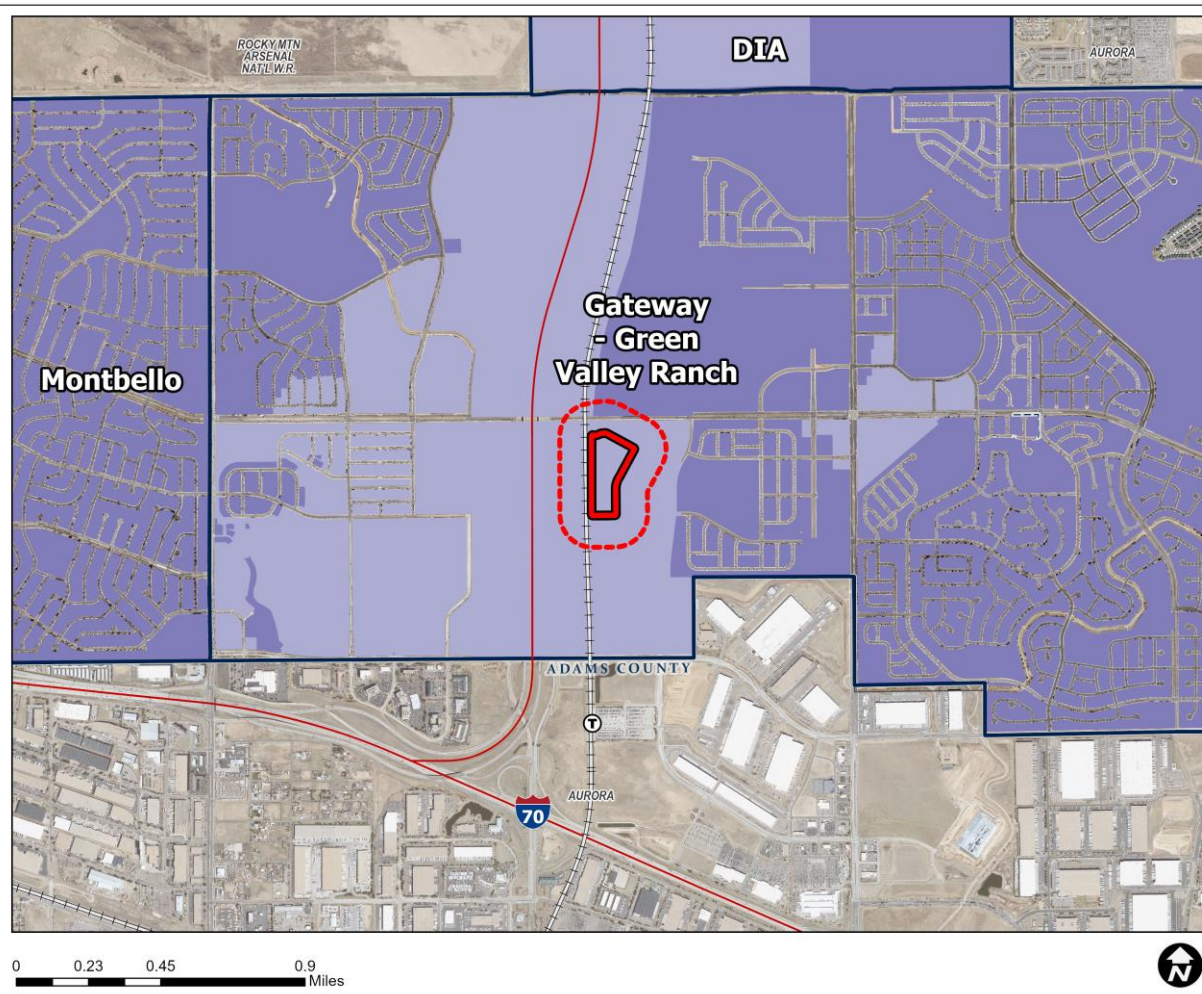 ROCKY MTN
ARSENAL
NAT'L W.R.
DIA
AURORA
Gateway
- Green
Valley Ranch
Montbello
ADAMS COUNTY
T
AURORA
70
0 0.23 0.45 0.9
Miles
N